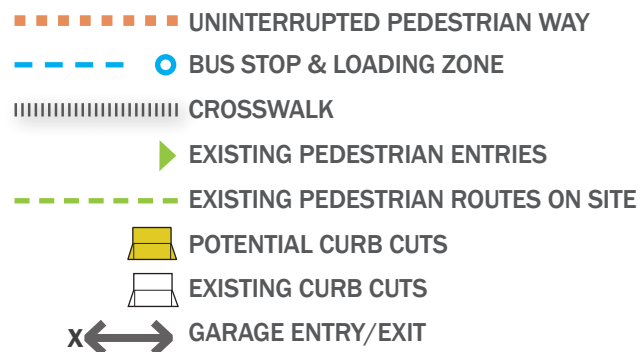 UNINTERRUPTED PEDESTRIAN WAY
BUS STOP & LOADING ZONE
CROSSWALK
EXISTING PEDESTRIAN ENTRIES
EXISTING PEDESTRIAN ROUTES ON SITE
POTENTIAL CURB CUTS
EXISTING CURB CUTS
X GARAGE ENTRY/EXIT